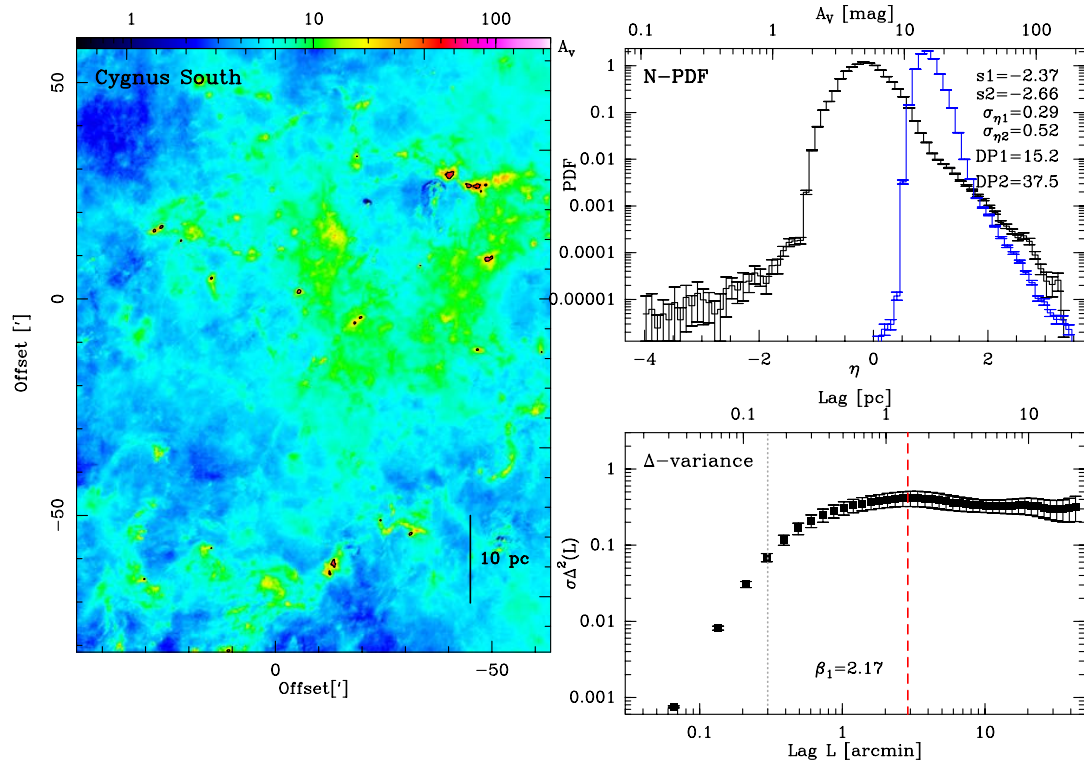 1 10 100
A_v
Cygnus South
50
0
−50
Offset [′]
10 pc
0 −50
Offset[′]
A_V [mag]
0.1 1 10 100
N-PDF
s1=−2.37
s2=−2.66
σ_η1=0.29
σ_η2=0.52
DP1=15.2
DP2=37.5
PDF
1
0.1
0.01
0.001
0.0001
0.00001
−4 −2 0 2
η
Lag [pc]
0.1 1 10
Δ−variance
1
0.1
0.01
0.001
σΔ²(L)
β₁=2.17
0.1 1 10
Lag L [arcmin]